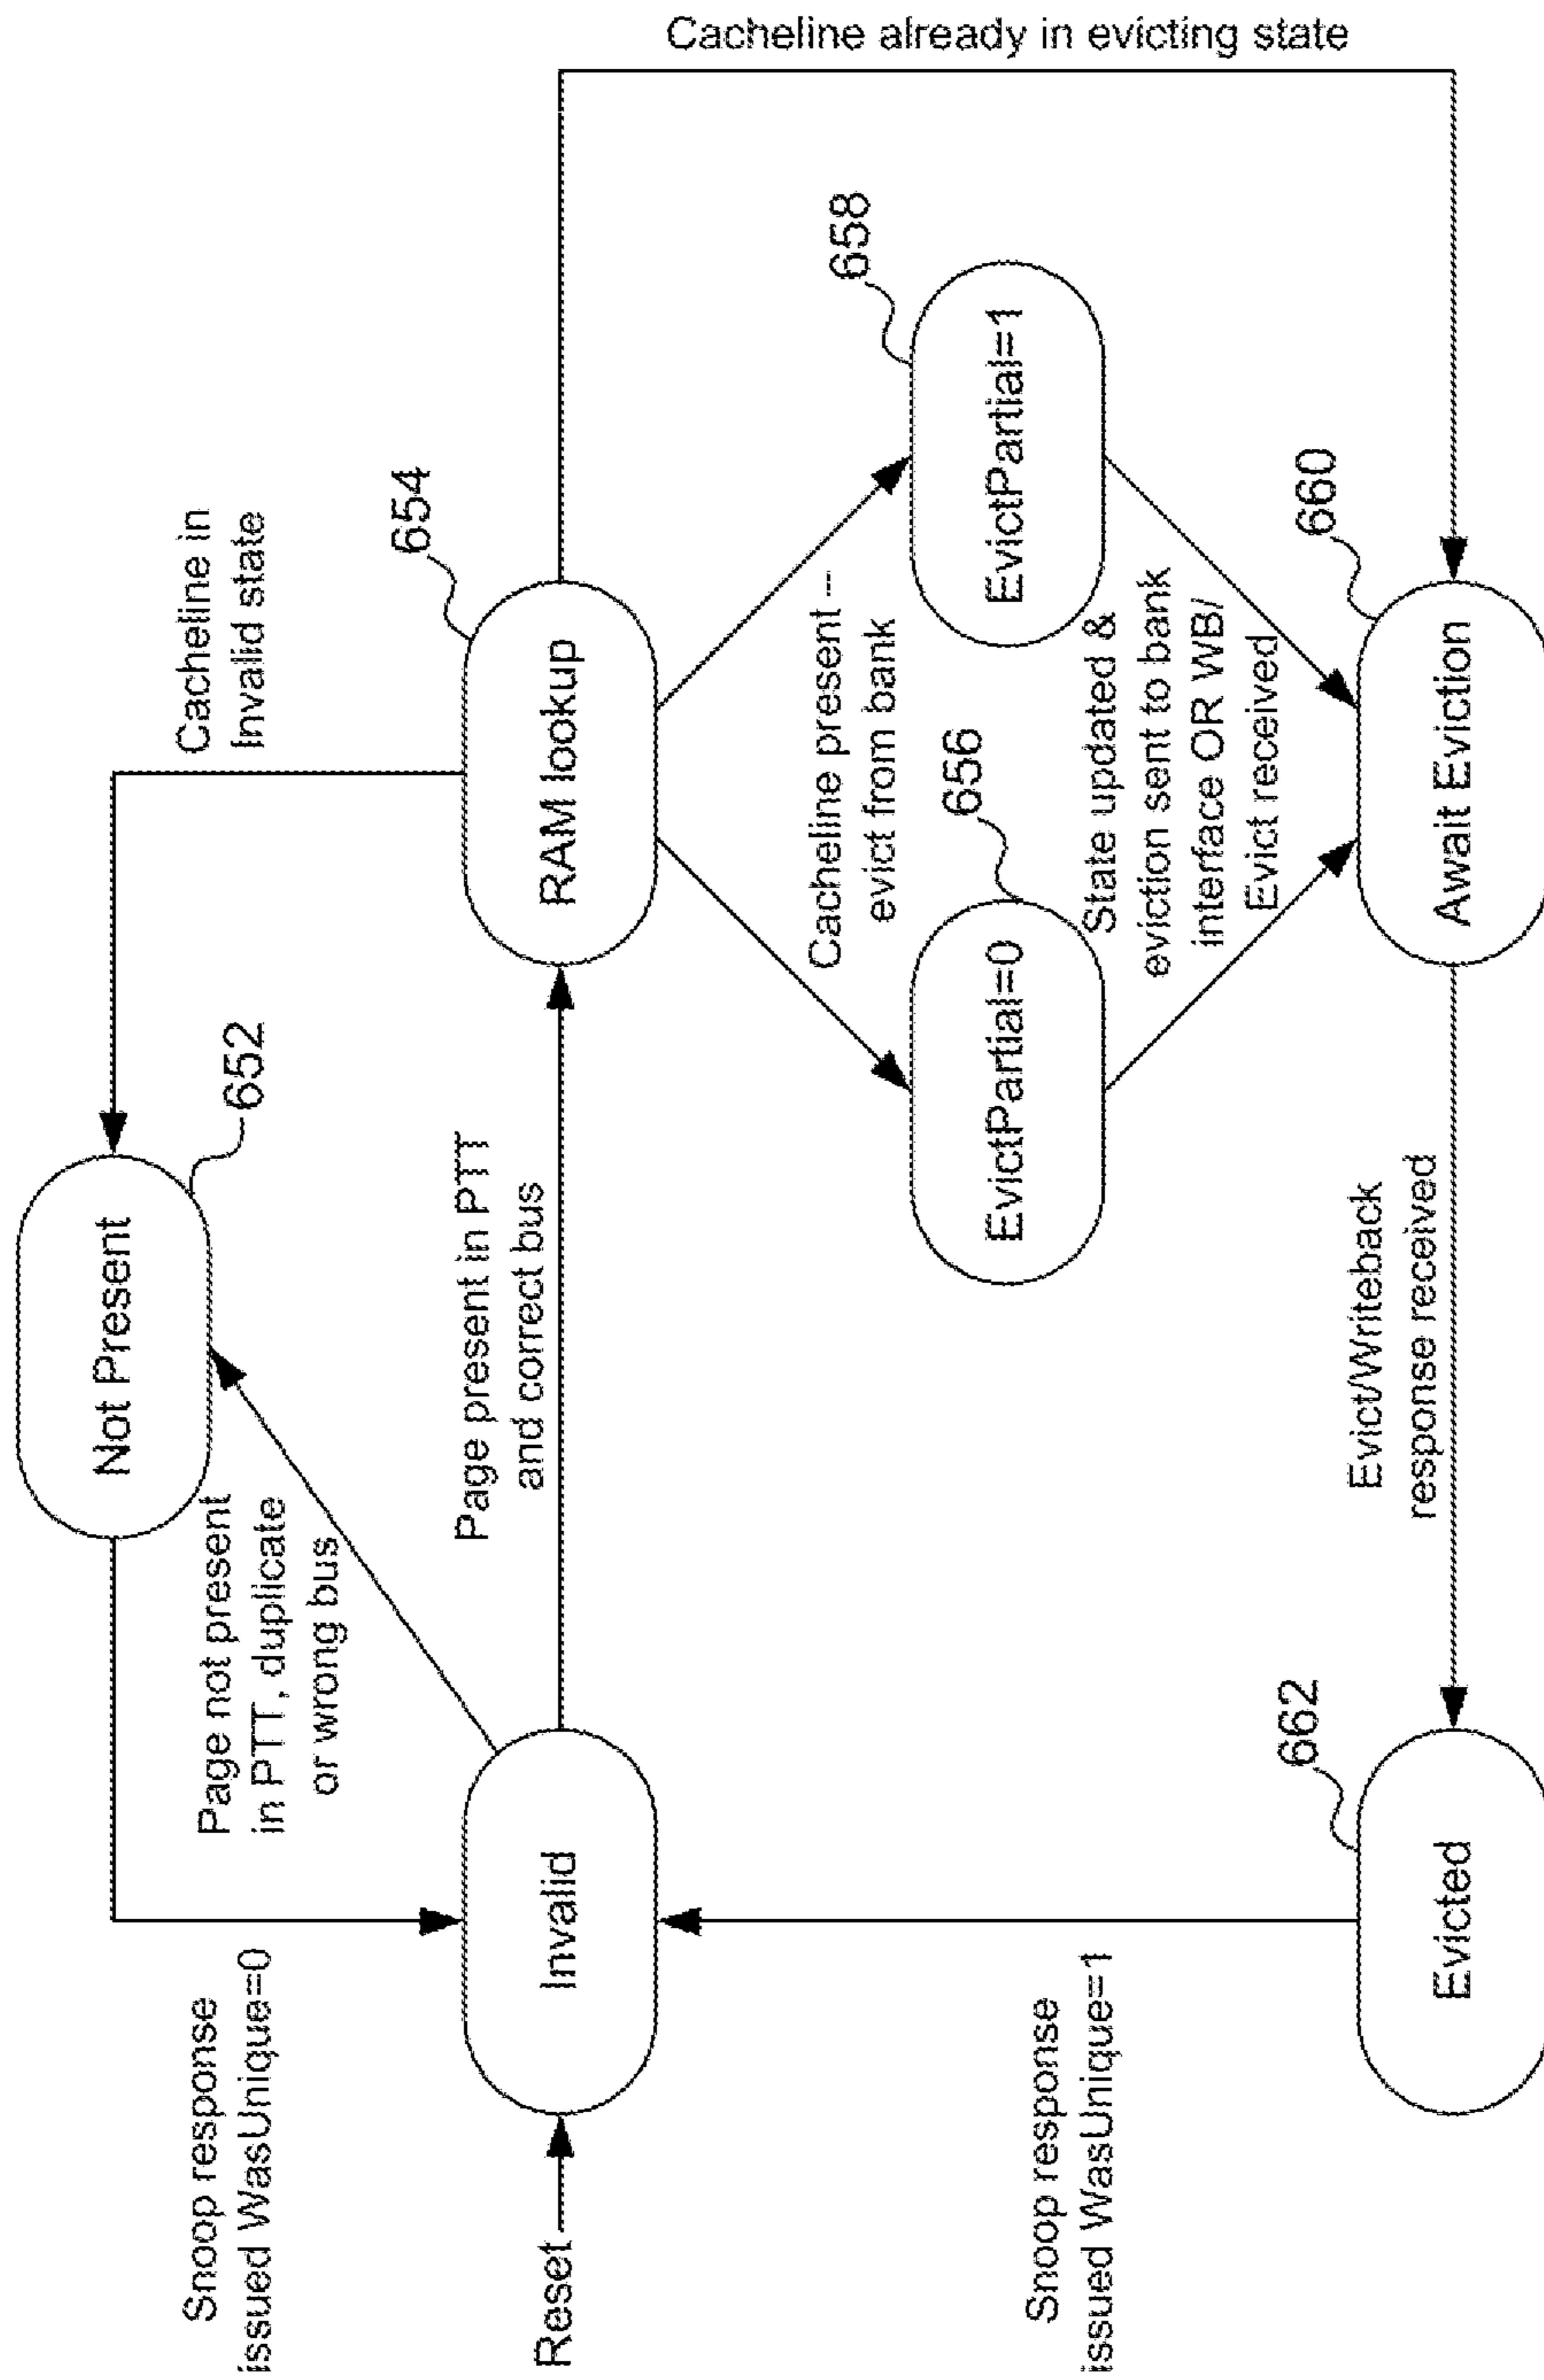 Cacheline already in evicting state
Reset
Invalid
Snoop response
issued WasUnique=0
Page not present
in PTT, duplicate
or wrong bus
Not Present
652
Page present in PTT
and correct bus
Cacheline in
Invalid state
RAM lookup
654
Cacheline present--
evict from bank
EvictPartial=0
656
EvictPartial=1
658
State updated &
eviction sent to bank
interface OR WB/
Evict received
Await Eviction
660
Evict/Writeback
response received
Evicted
662
Snoop response
issued WasUnique=1